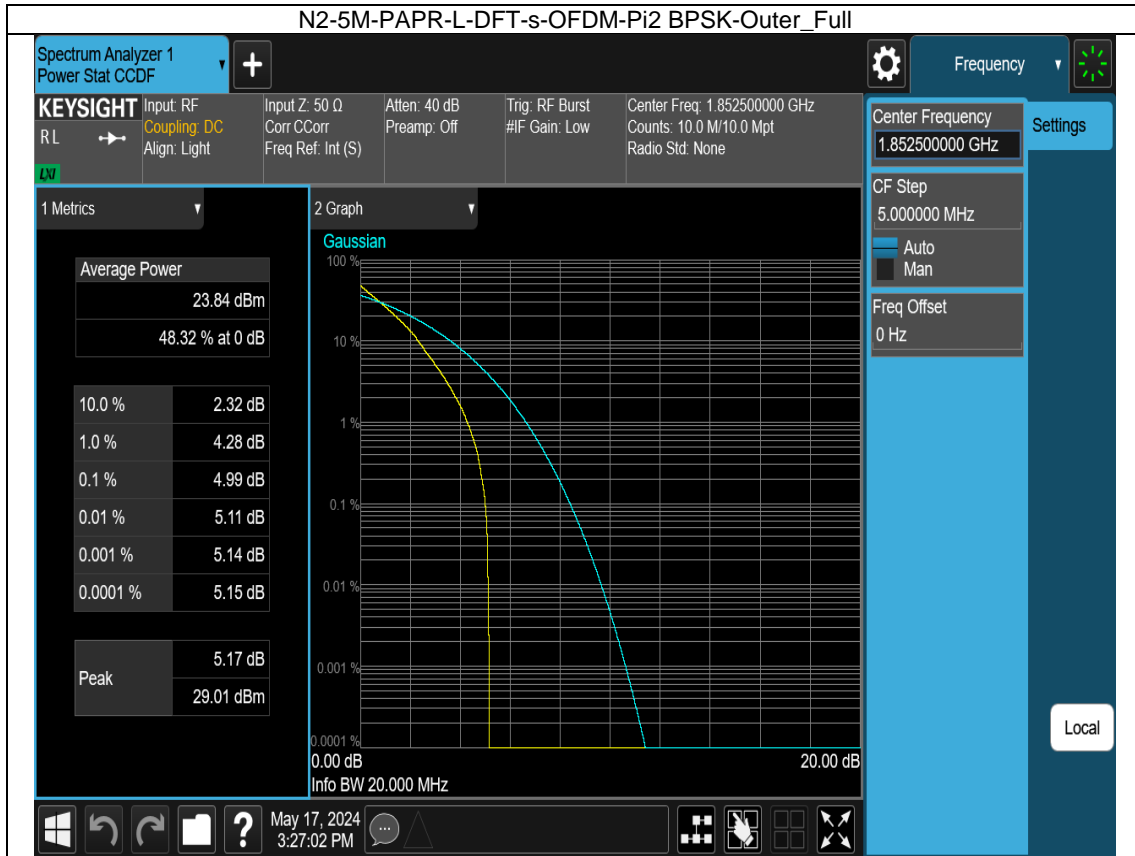 N2-5M-PAPR-L-DFT-s-OFDM-Pi2 BPSK-Outer_Full
Spectrum Analyzer 1
Power Stat CCDF
Frequency
KEYSIGHT
R L
LXI
Input: RF
Coupling: DC
Align: Light
Input Z: 50 Ω
Corr CCorr
Freq Ref: Int (S)
Atten: 40 dB
Preamp: Off
Trig: RF Burst
#IF Gain: Low
Center Freq: 1.852500000 GHz
Counts: 10.0 M/10.0 Mpt
Radio Std: None
Center Frequency
1.852500000 GHz
Settings
CF Step
5.000000 MHz
Auto
Man
Freq Offset
0 Hz
1 Metrics
Average Power
23.84 dBm
48.32 % at 0 dB
10.0 % 2.32 dB
1.0 % 4.28 dB
0.1 % 4.99 dB
0.01 % 5.11 dB
0.001 % 5.14 dB
0.0001 % 5.15 dB
Peak
5.17 dB
29.01 dBm
2 Graph
Gaussian
100 %
10 %
1 %
0.1 %
0.01 %
0.001 %
0.0001 %
0.00 dB 20.00 dB
Info BW 20.000 MHz
Local
?
May 17, 2024
3:27:02 PM